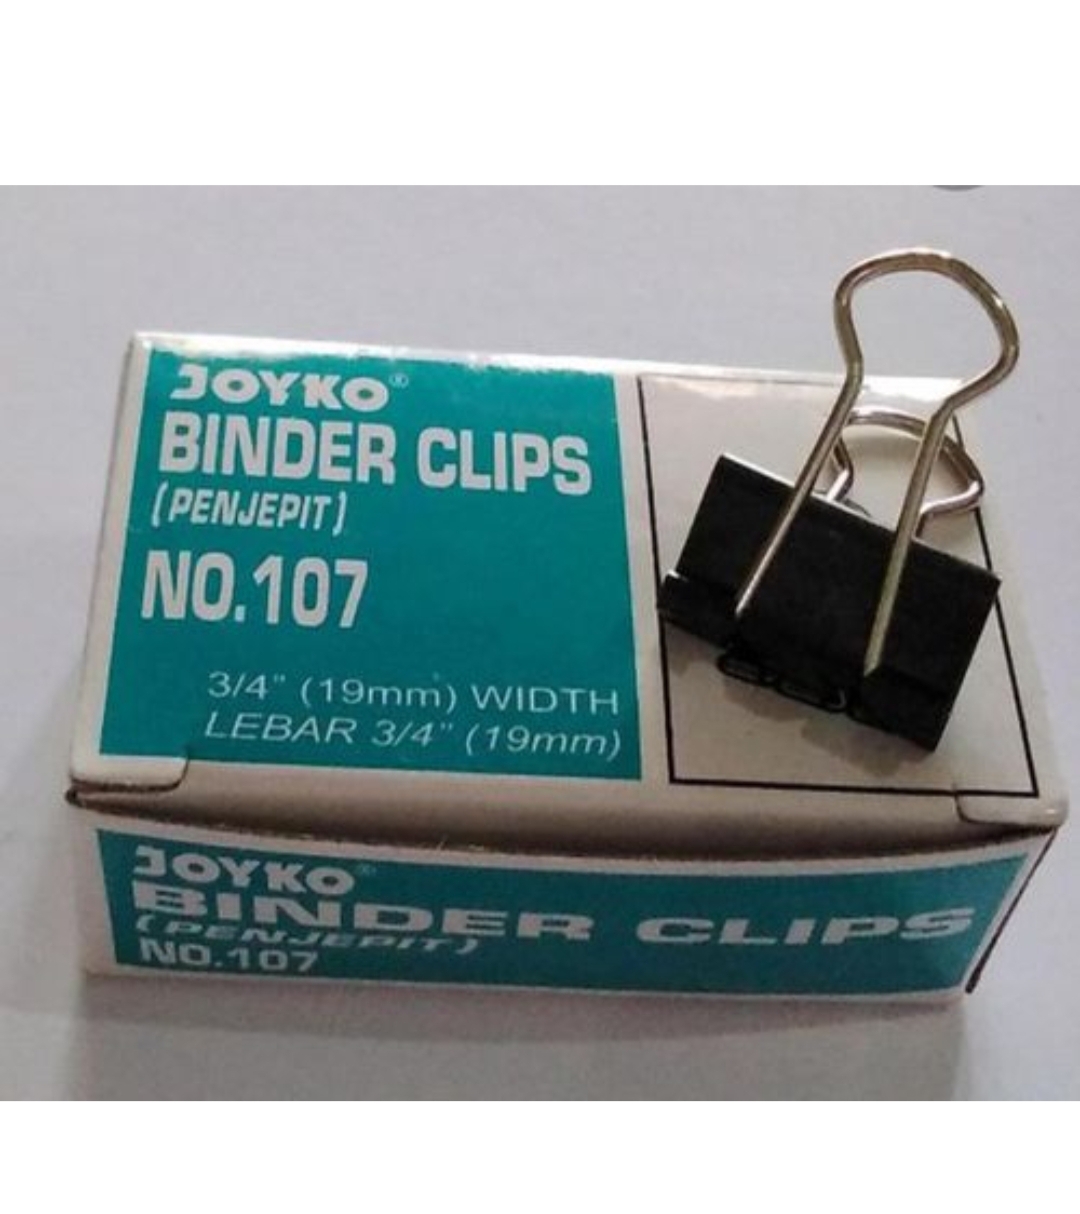 JOYKO®
BINDER CLIPS
(PENJEPIT)
NO.107
3/4" (19mm) WIDTH
LEBAR 3/4" (19mm)
JOYKO®
BINDER CLIPS
(PENJEPIT)
NO.107